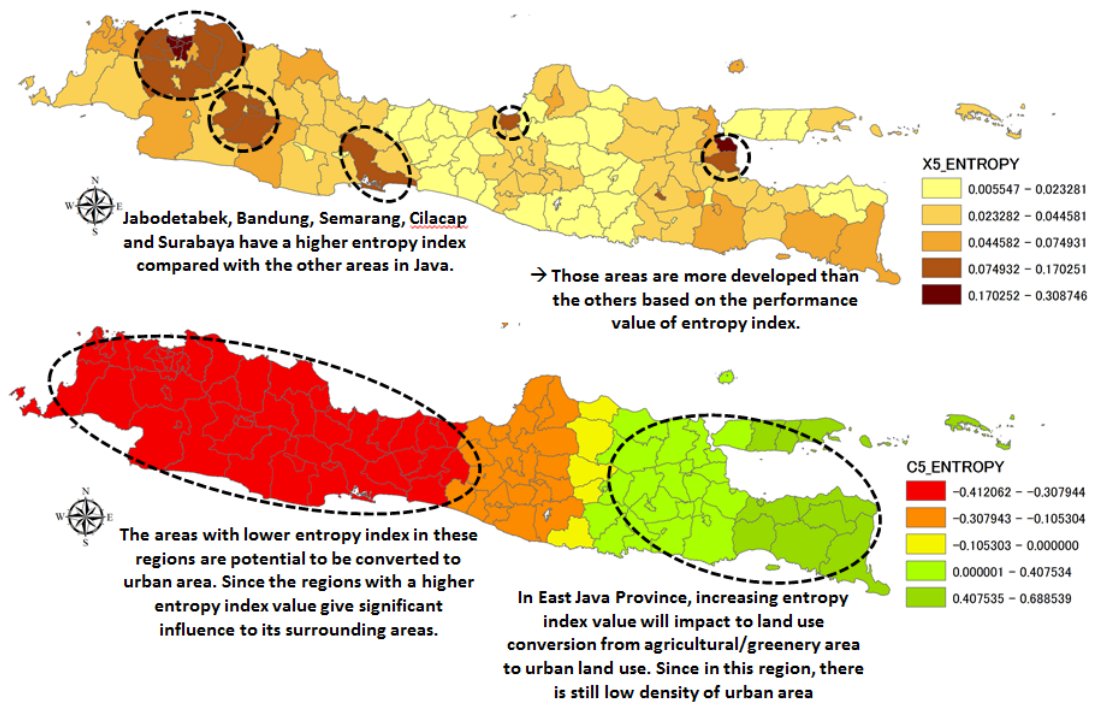 N
W E
S
Jabodetabek, Bandung, Semarang, Cilacap
and Surabaya have a higher entropy index
compared with the other areas in Java.
→ Those areas are more developed than
the others based on the performance
value of entropy index.
X5_ENTROPY
0.005547 - 0.023281
0.023282 - 0.044581
0.044582 - 0.074931
0.074932 - 0.170251
0.170252 - 0.308746
N
W E
S
The areas with lower entropy index in these
regions are potential to be converted to
urban area. Since the regions with a higher
entropy index value give significant
influence to its surrounding areas.
In East Java Province, increasing entropy
index value will impact to land use
conversion from agricultural/greenery area
to urban land use. Since in this region, there
is still low density of urban area
C5_ENTROPY
-0.412062 - -0.307944
-0.307943 - -0.105304
-0.105303 - 0.000000
0.000001 - 0.407534
0.407535 - 0.688539